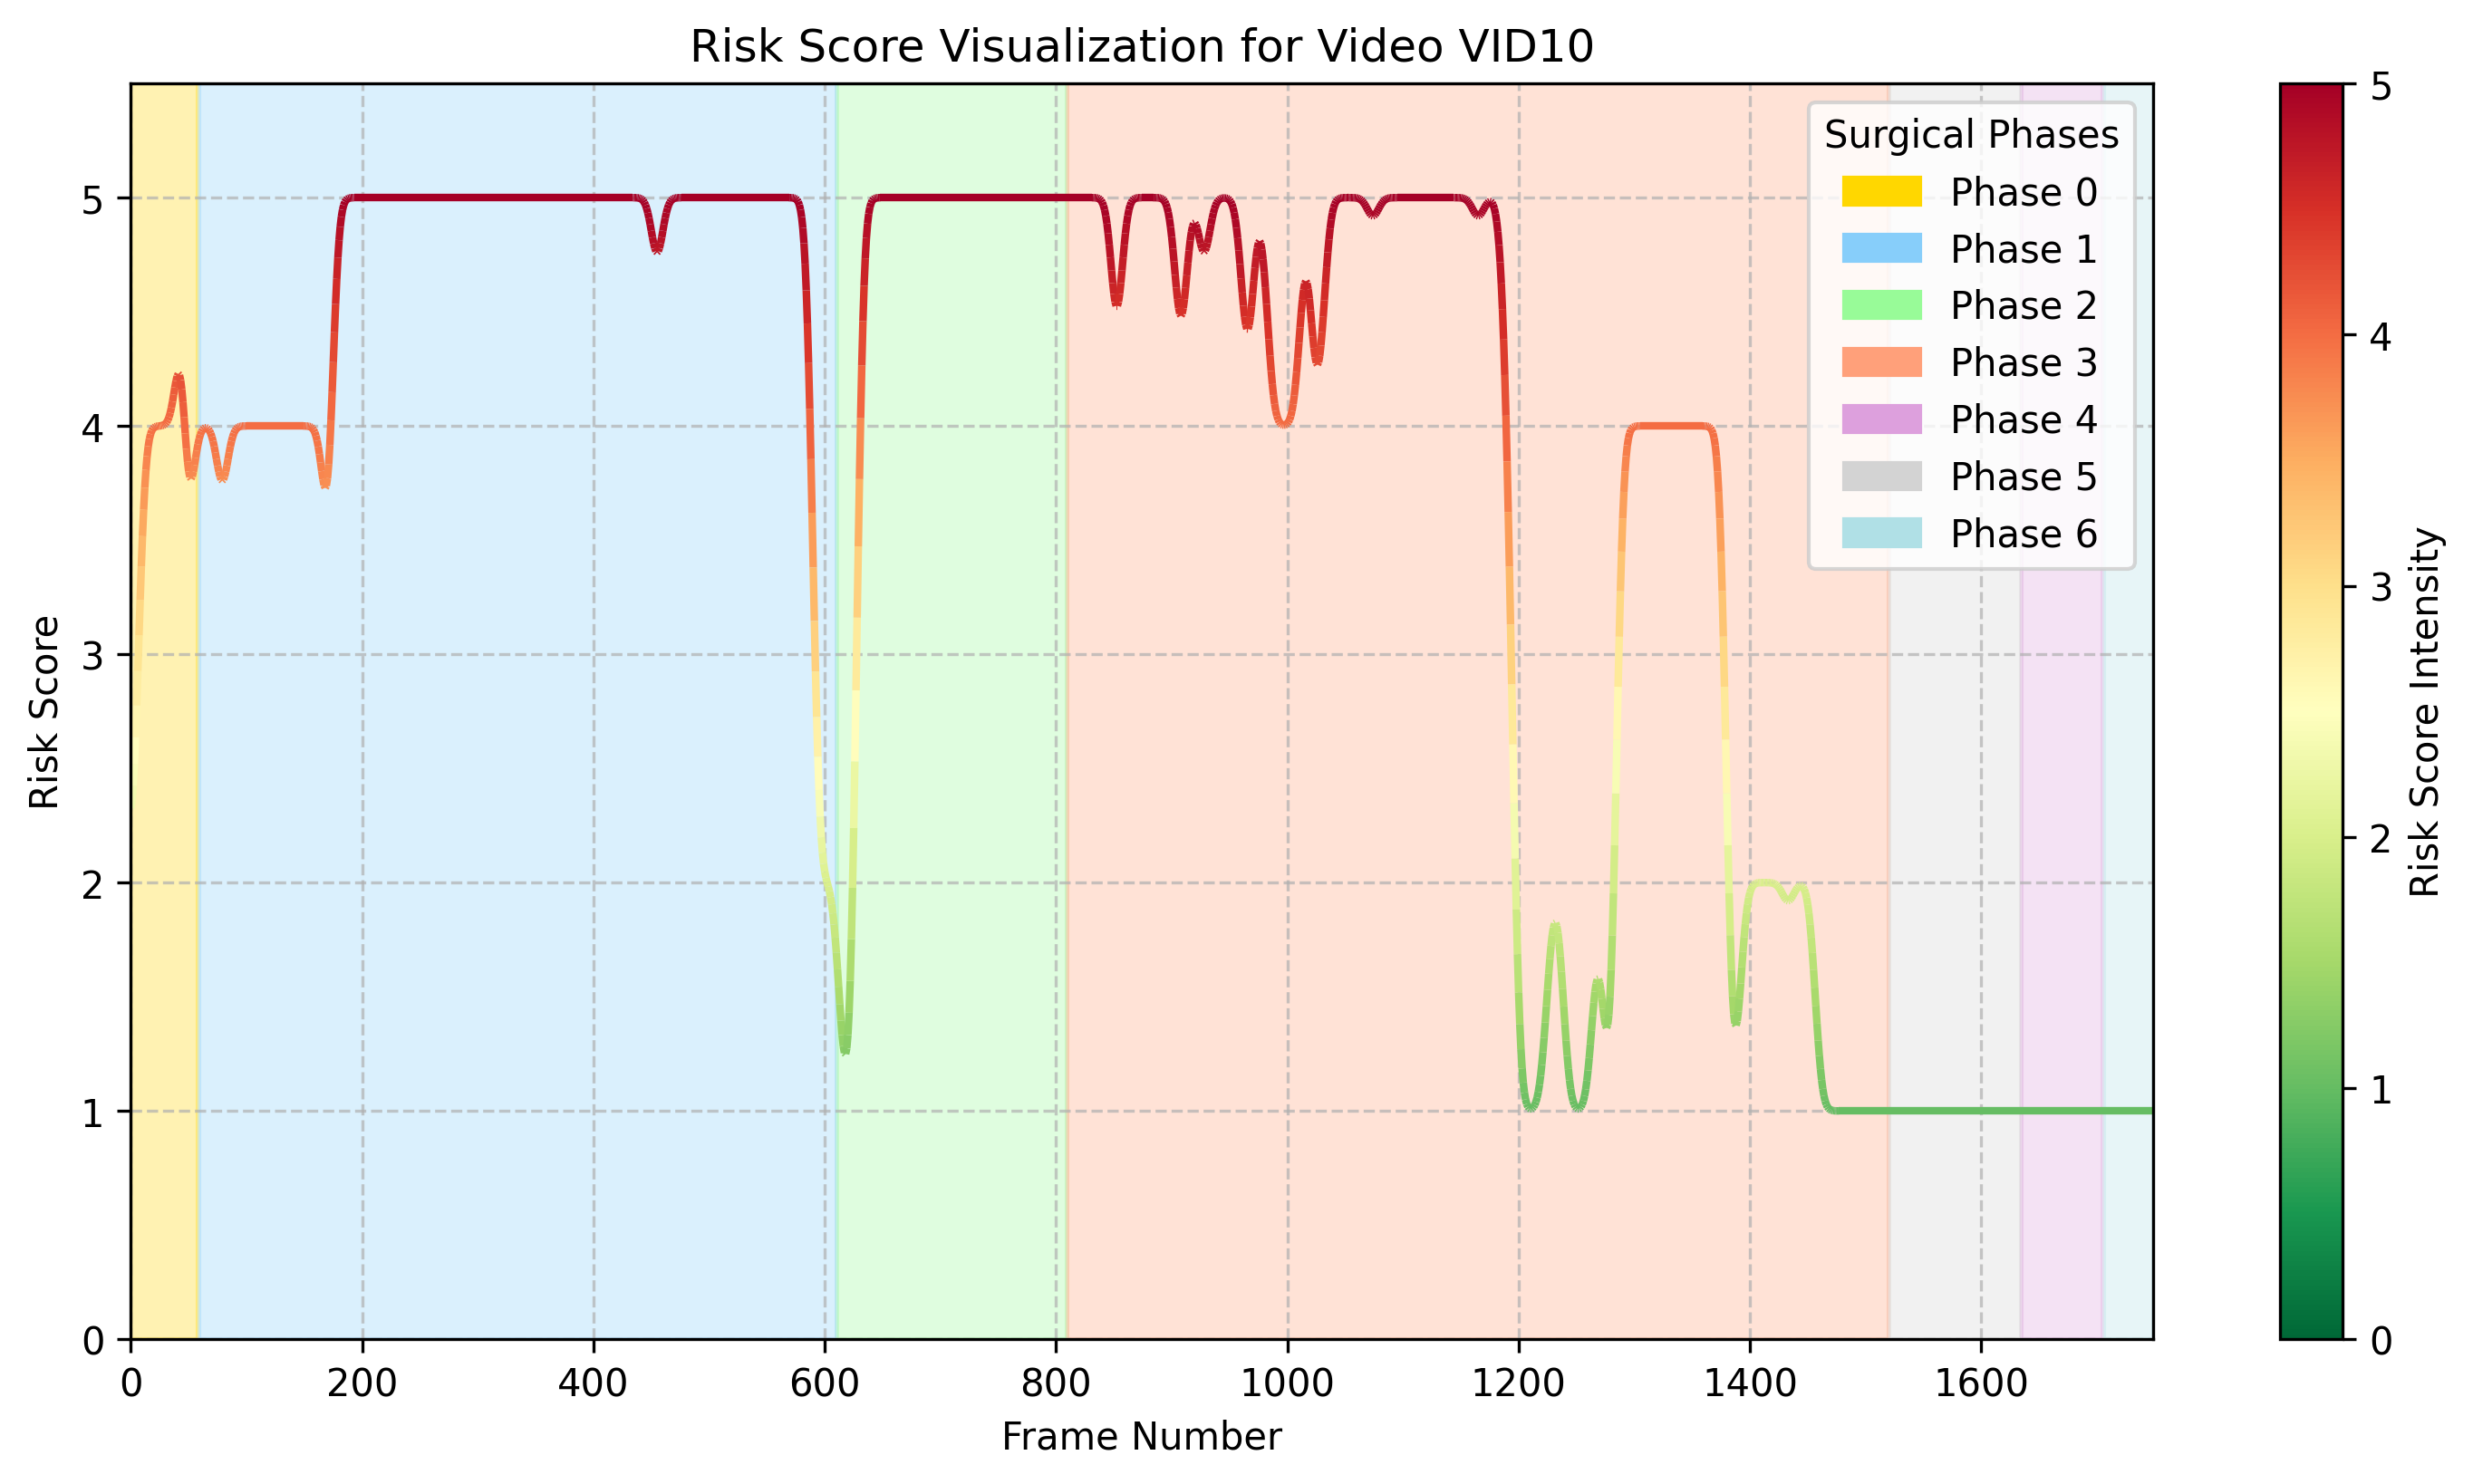 Risk Score Visualization for Video VID10
Risk Score
5
4
3
2
1
0
0 200 400 600 800 1000 1200 1400 1600
Frame Number
Surgical Phases
Phase 0
Phase 1
Phase 2
Phase 3
Phase 4
Phase 5
Phase 6
5
4
3
2
1
0
Risk Score Intensity